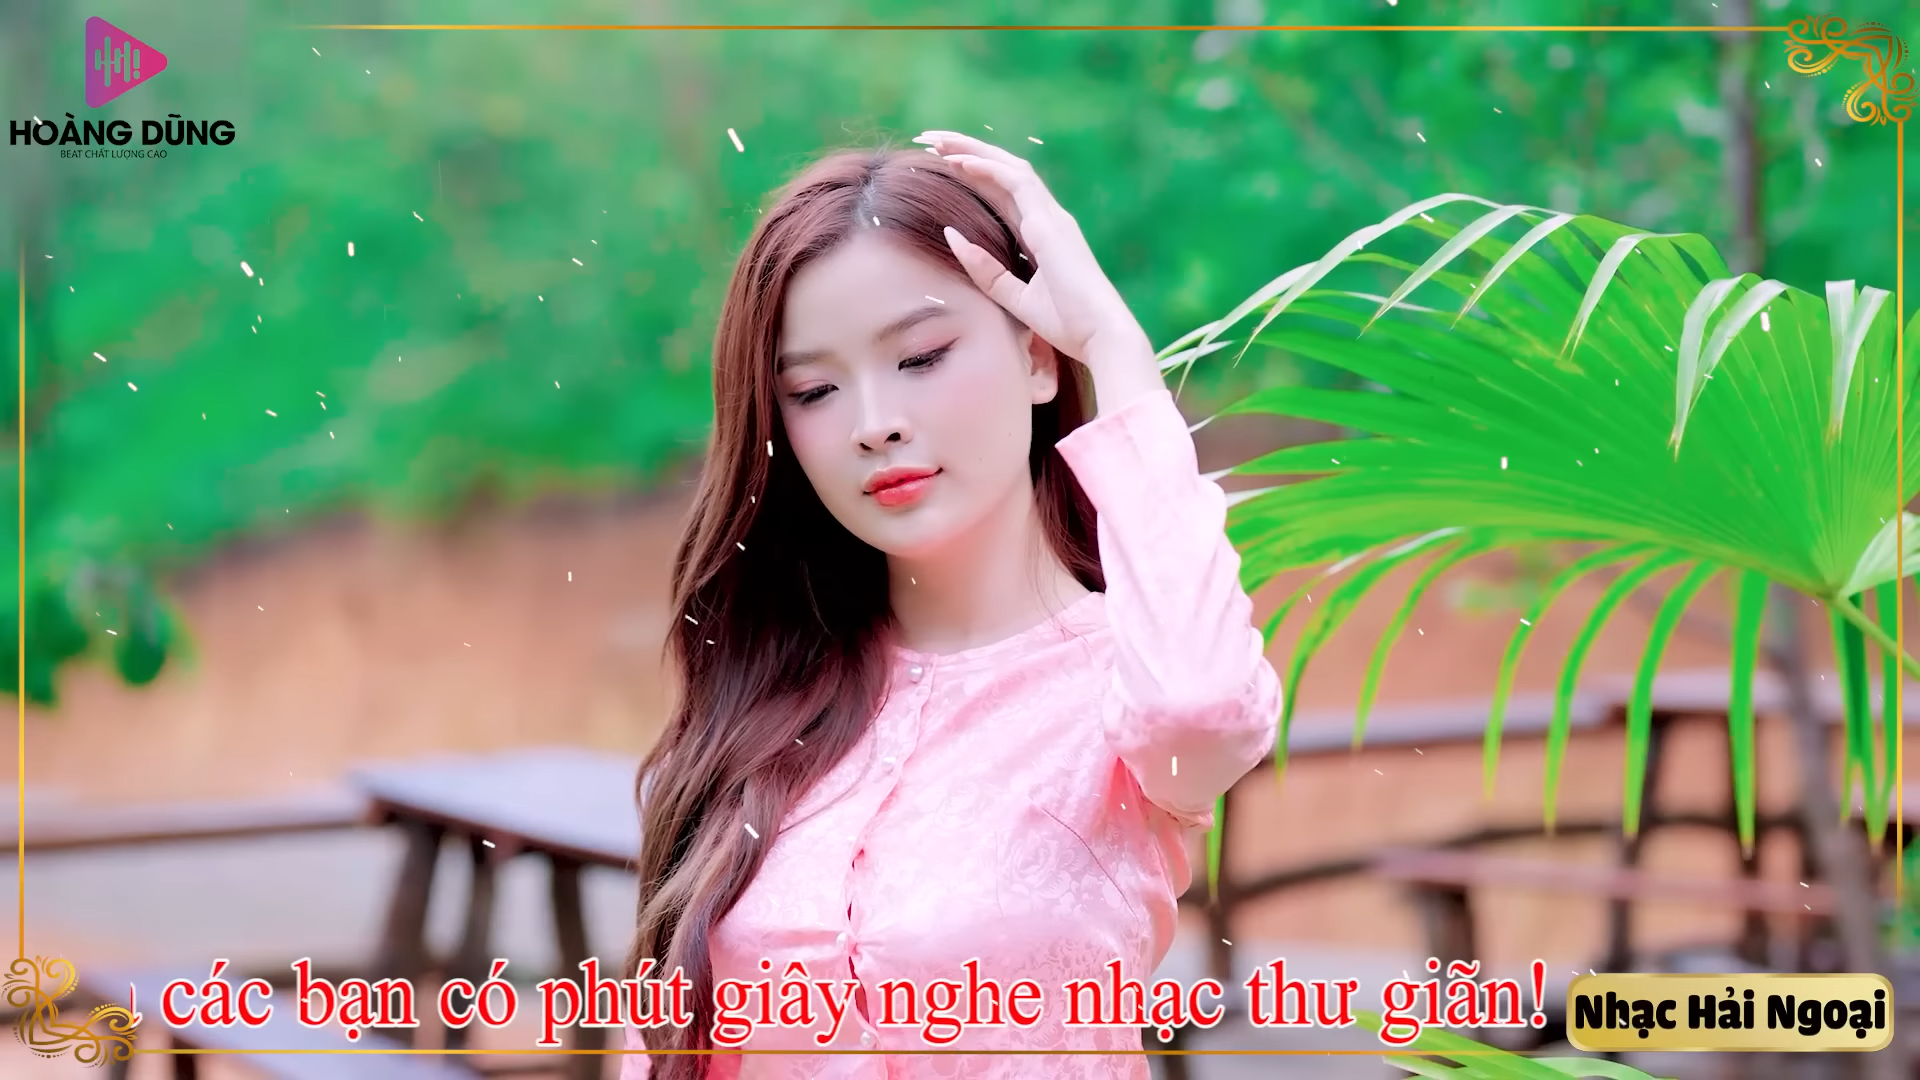 HOÀNG DŨNG
BEAT CHẤT LƯỢNG CAO
các bạn có phút giây nghe nhạc thư giãn!
Nhạc Hải Ngoại